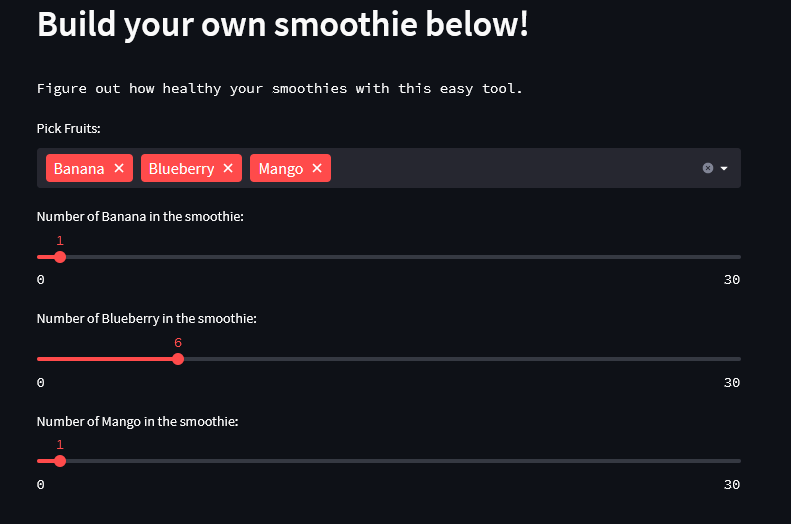 Build your own smoothie below!
Figure out how healthy your smoothies with this easy tool.
Pick Fruits:
Banana × Blueberry × Mango ×
Number of Banana in the smoothie:
1
0 30
Number of Blueberry in the smoothie:
6
0 30
Number of Mango in the smoothie:
1
0 30